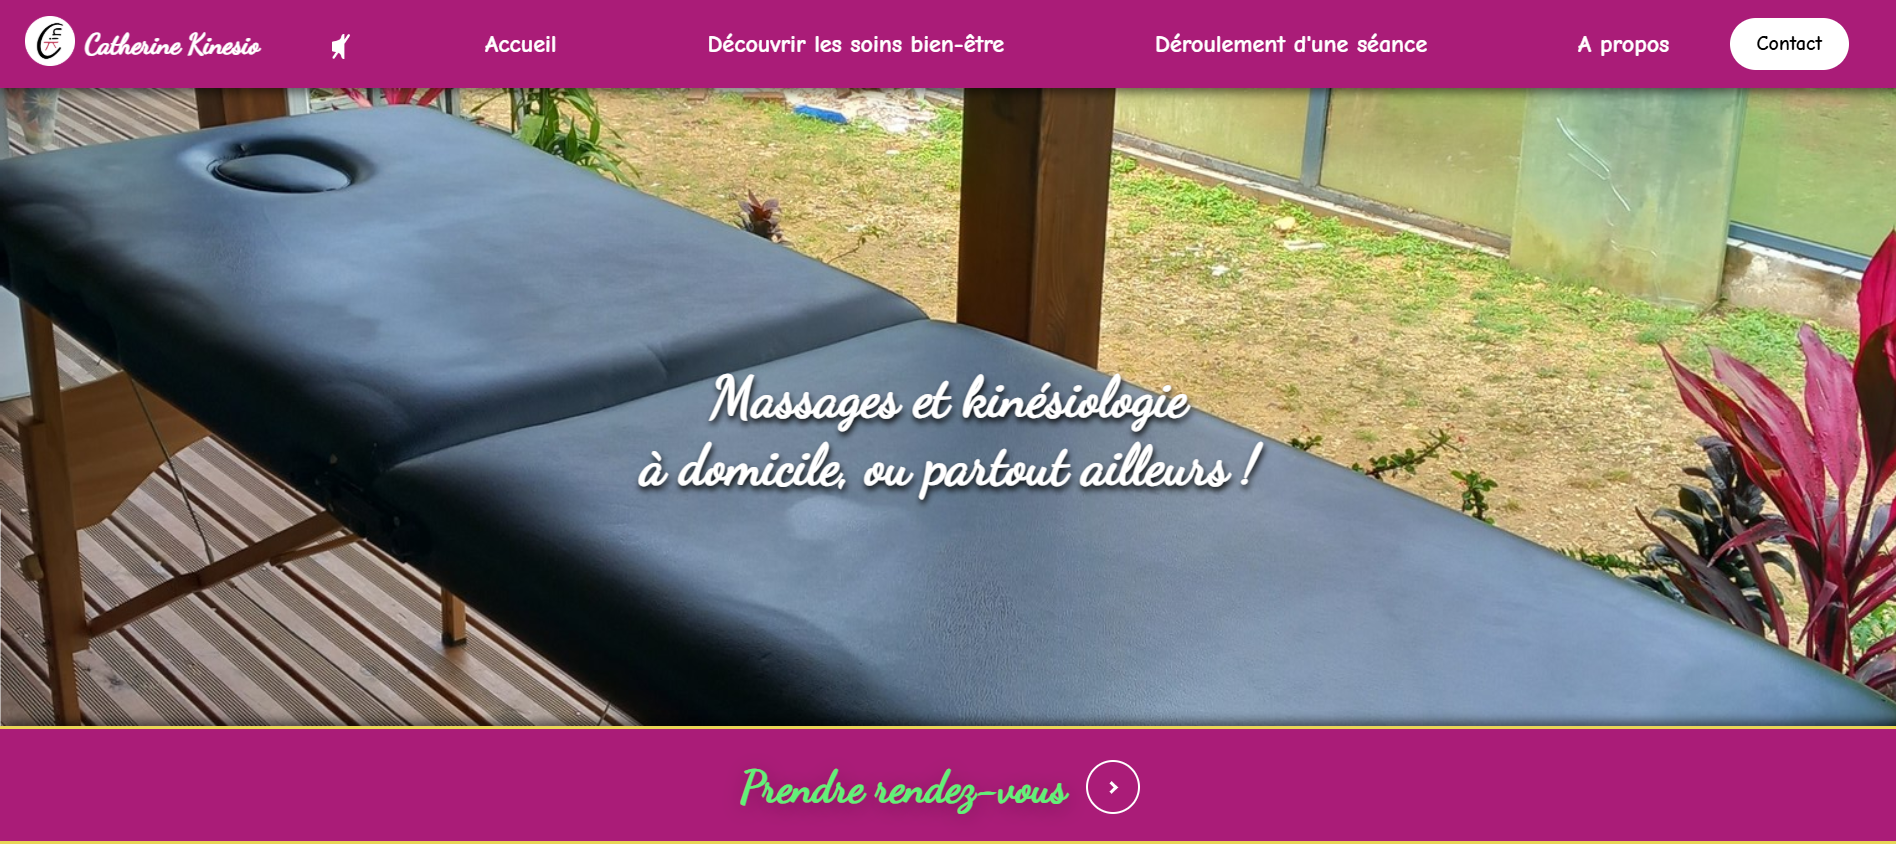 Catherine Kinesio
Accueil
Découvrir les soins bien-être
Déroulement d'une séance
A propos
Contact
Massages et kinésiologie
à domicile, ou partout ailleurs !
Prendre rendez-vous